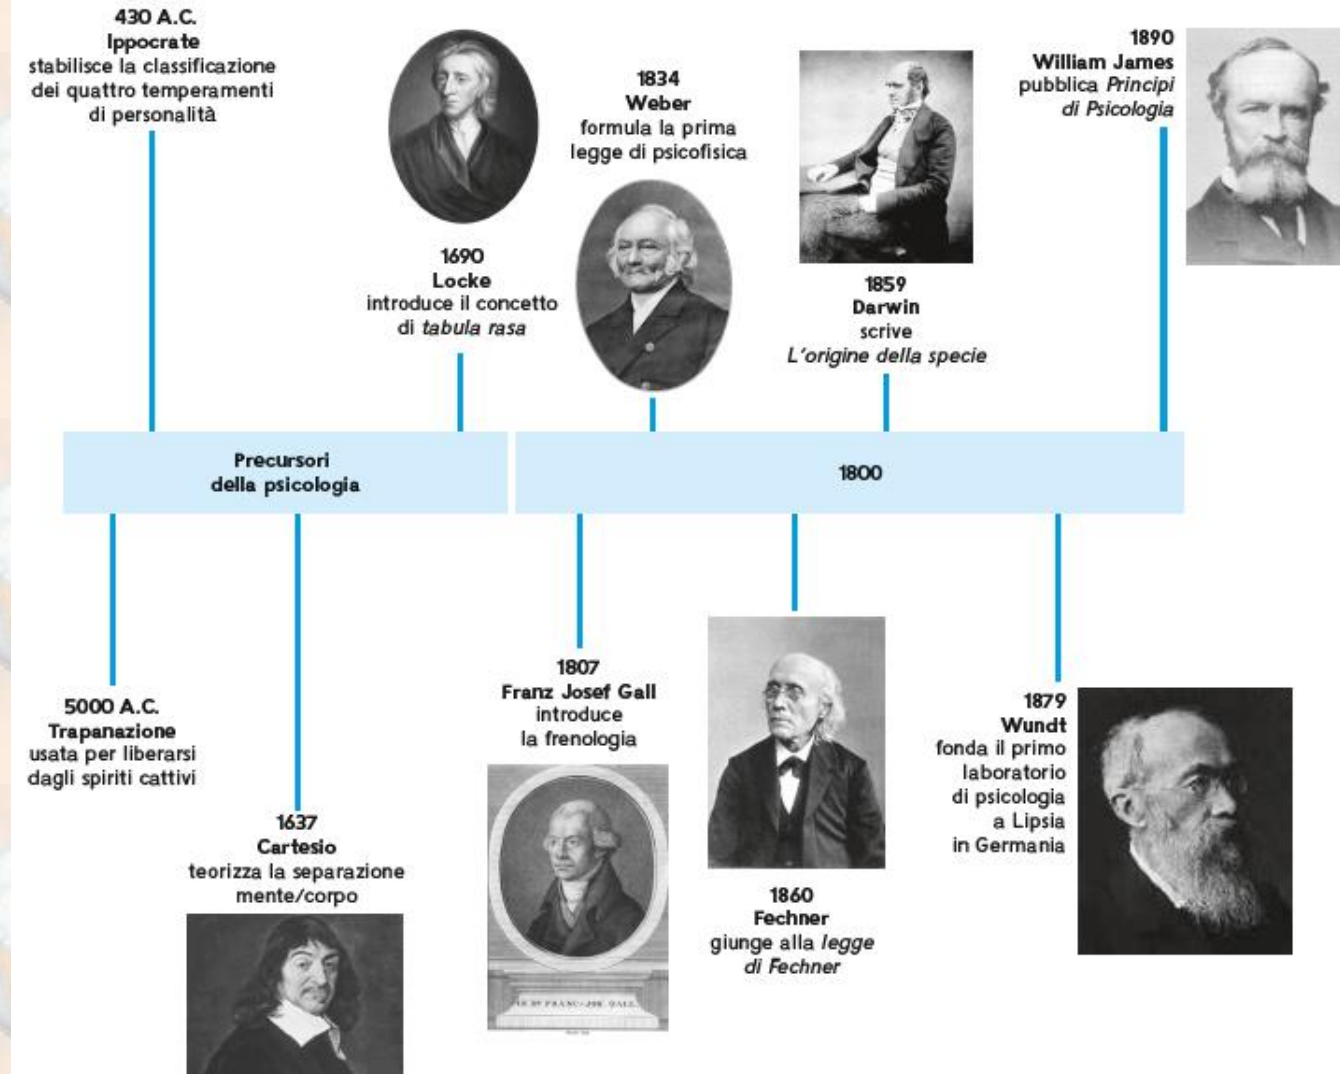 430 A.C.
Ippocrate
stabilisce la classificazione
dei quattro temperamenti
di personalità
1690
Locke
introduce il concetto
di tabula rasa
1834
Weber
formula la prima
legge di psicofisica
1859
Darwin
scrive
L'origine della specie
1890
William James
pubblica Principi
di Psicologia
Precursori
della psicologia
1800
5000 A.C.
Trapanazione
usata per liberarsi
dagli spiriti cattivi
1637
Cartesio
teorizza la separazione
mente/corpo
1807
Franz Josef Gall
introduce
la frenologia
FRANC-JOS. GALL
1860
Fechner
giunge alla legge
di Fechner
1879
Wundt
fonda il primo
laboratorio
di psicologia
a Lipsia
in Germania